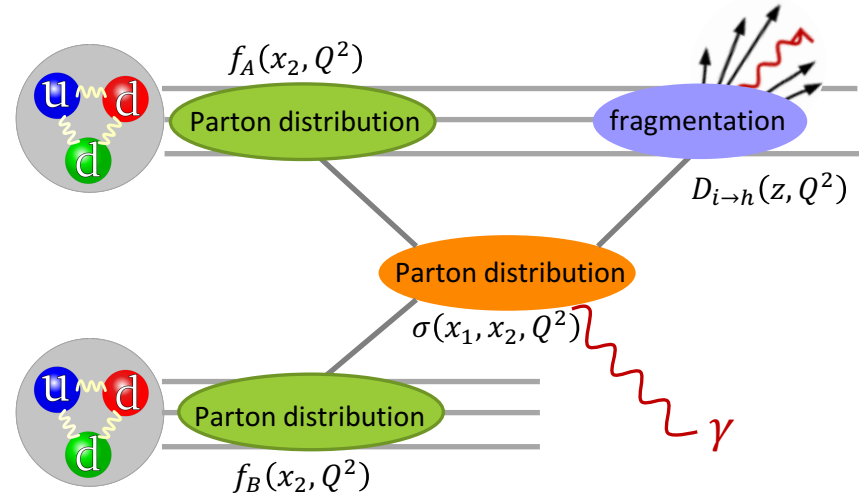 f_A(x_2, Q^2)
u d
d
Parton distribution
fragmentation
D_{i→h}(z, Q^2)
Parton distribution
σ(x_1, x_2, Q^2)
u d
d
Parton distribution
γ
f_B(x_2, Q^2)